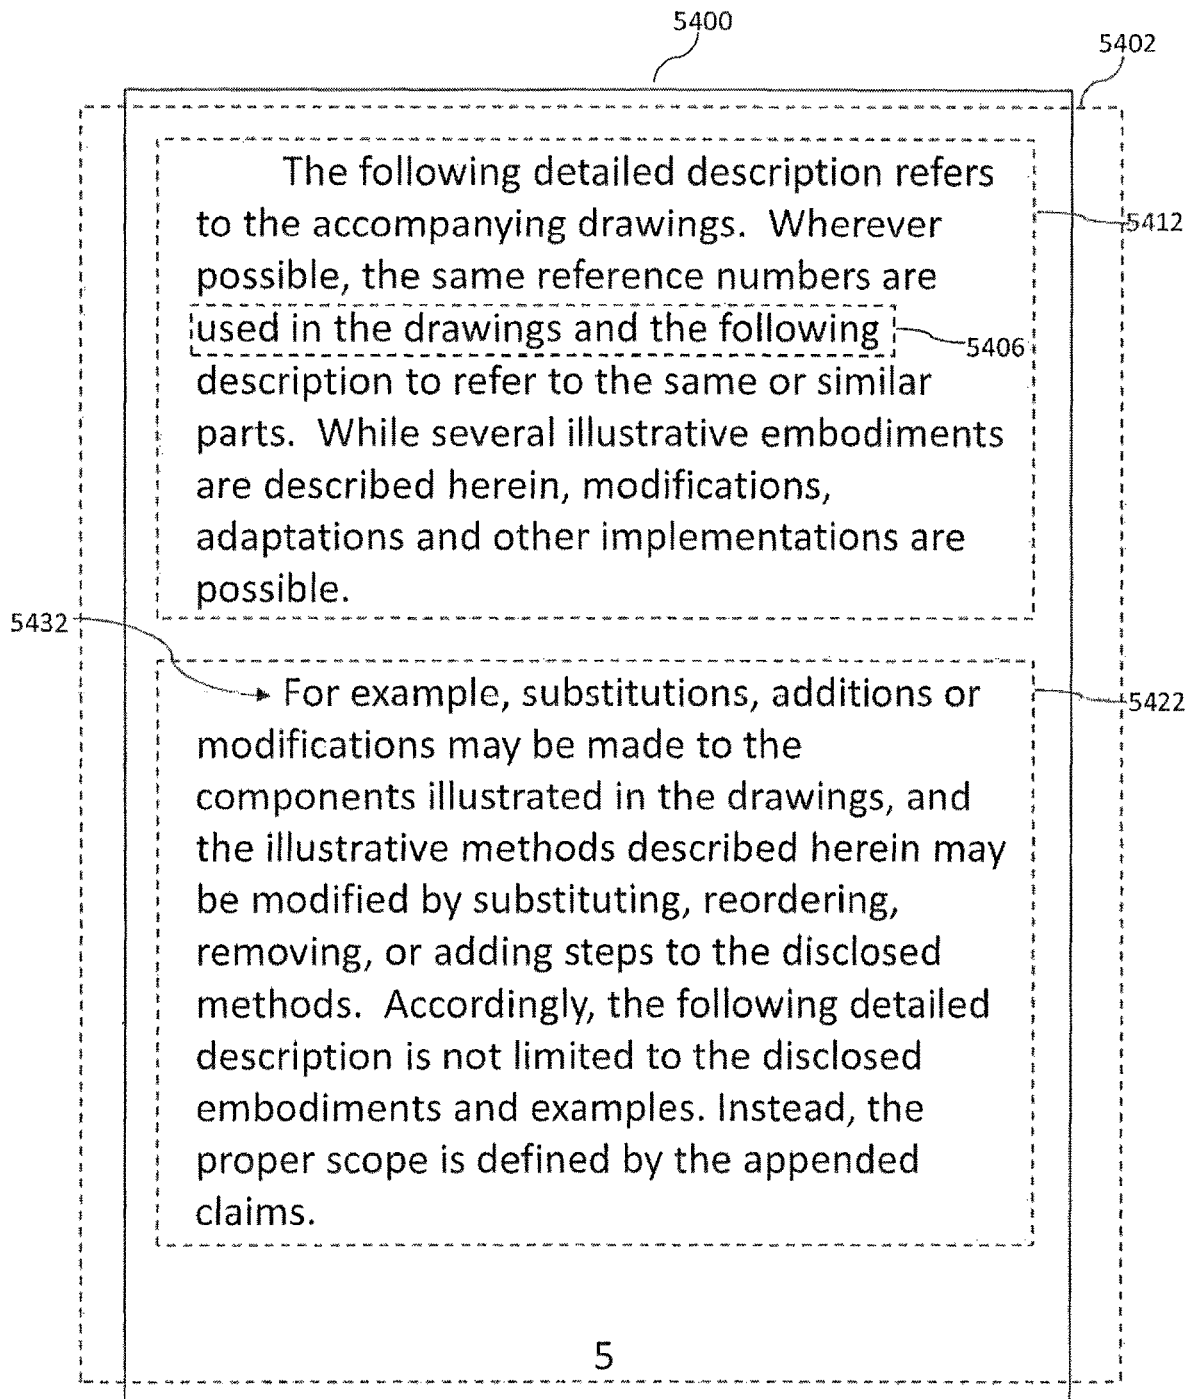 5400
5402
The following detailed description refers
to the accompanying drawings.  Wherever
5412
possible, the same reference numbers are
used in the drawings and the following
5406
description to refer to the same or similar
parts.  While several illustrative embodiments
are described herein, modifications,
adaptations and other implementations are
possible.
5432
For example, substitutions, additions or
5422
modifications may be made to the
components illustrated in the drawings, and
the illustrative methods described herein may
be modified by substituting, reordering,
removing, or adding steps to the disclosed
methods.  Accordingly, the following detailed
description is not limited to the disclosed
embodiments and examples. Instead, the
proper scope is defined by the appended
claims.
5